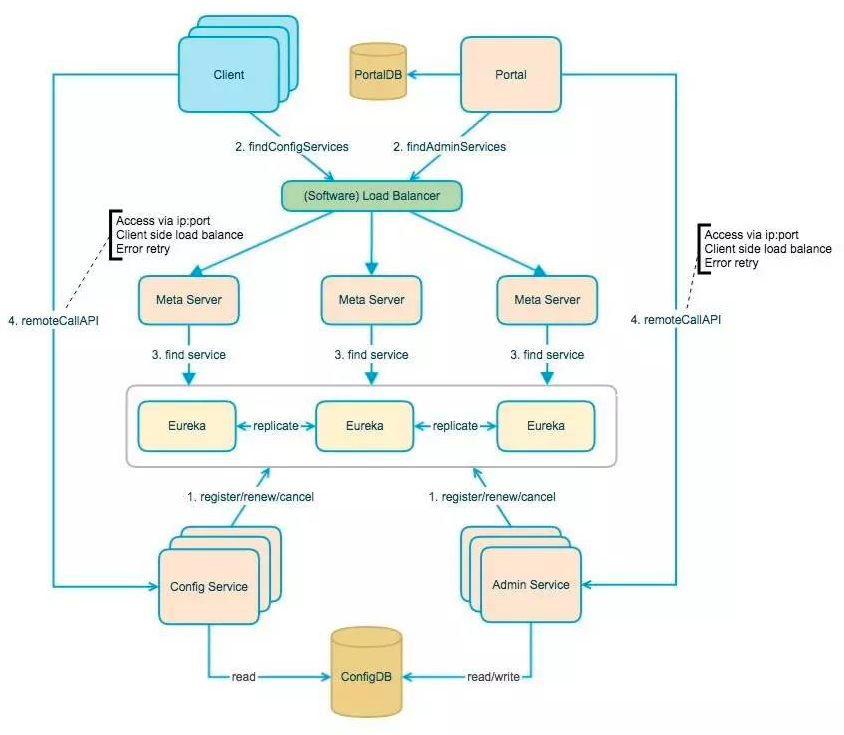 Client
PortalDB
Portal
2. findConfigServices
2. findAdminServices
(Software) Load Balancer
Access via ip:port
Client side load balance
Error retry
Access via ip:port
Client side load balance
Error retry
Meta Server
Meta Server
Meta Server
4. remoteCallAPI
4. remoteCallAPI
3. find service
3. find service
3. find service
Eureka
replicate
Eureka
replicate
Eureka
1. register/renew/cancel
1. register/renew/cancel
Config Service
Admin Service
read
ConfigDB
read/write